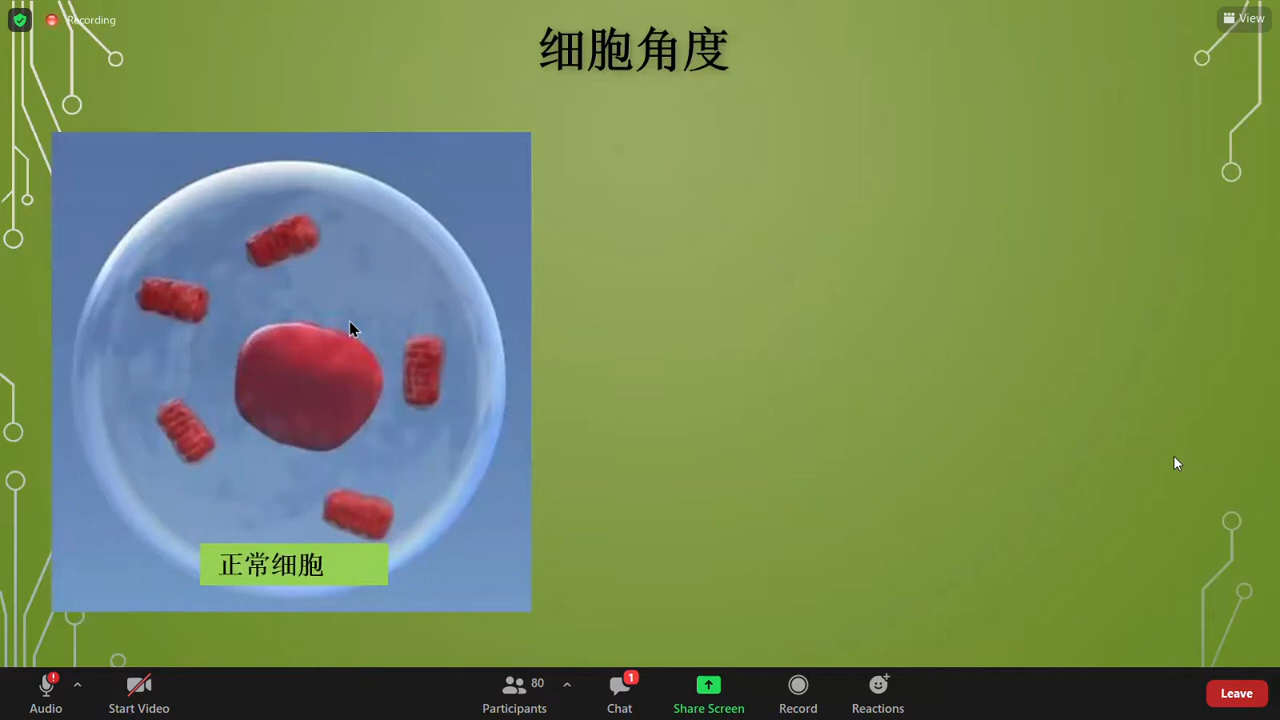 Recording
View
细胞角度
正常细胞
80
1
Audio
Start Video
Participants
Chat
Share Screen
Record
Reactions
Leave